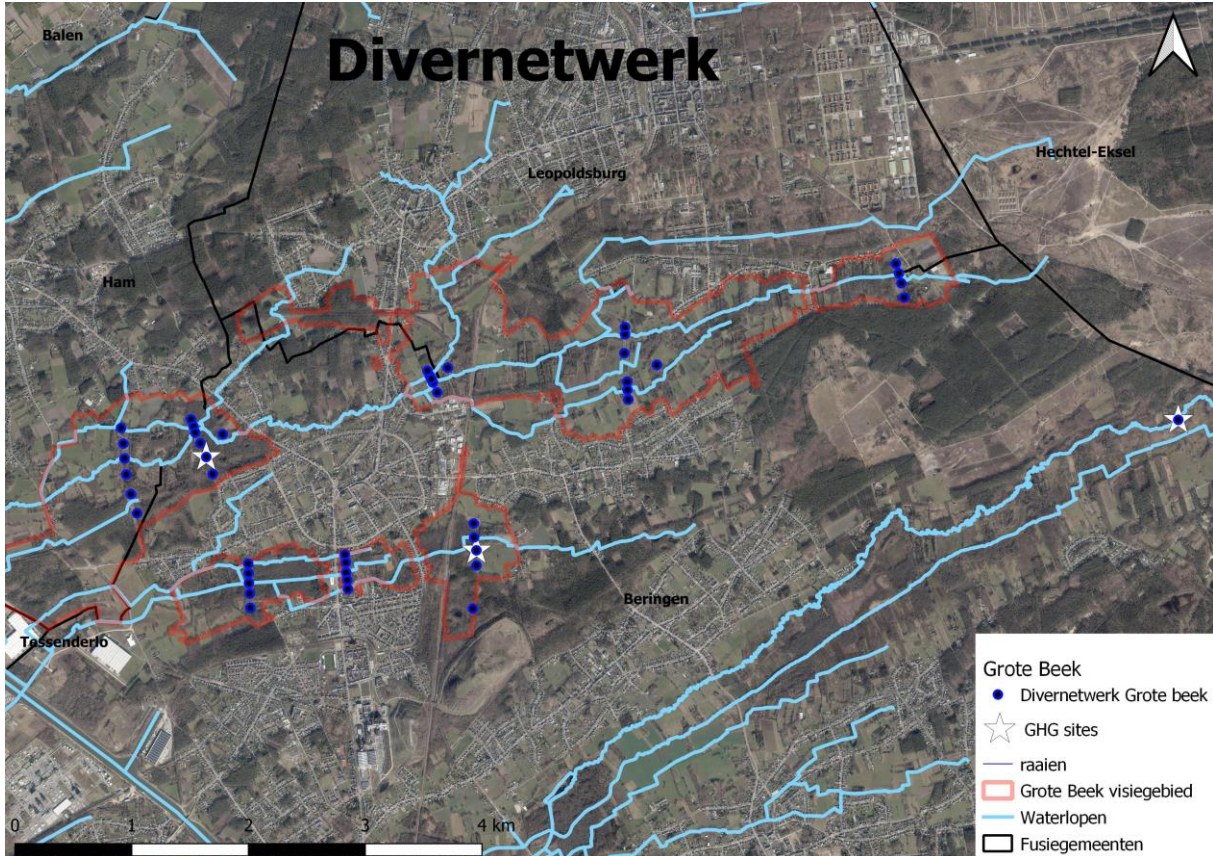 Divernetwerk
Balen
Hechtel-Eksel
Leopoldsburg
Ham
Beringen
Tessenderlo
Grote Beek
Divernetwerk Grote beek
GHG sites
raaien
Grote Beek visiegebied
Waterlopen
Fusiegemeenten
0 1 2 3 4 km